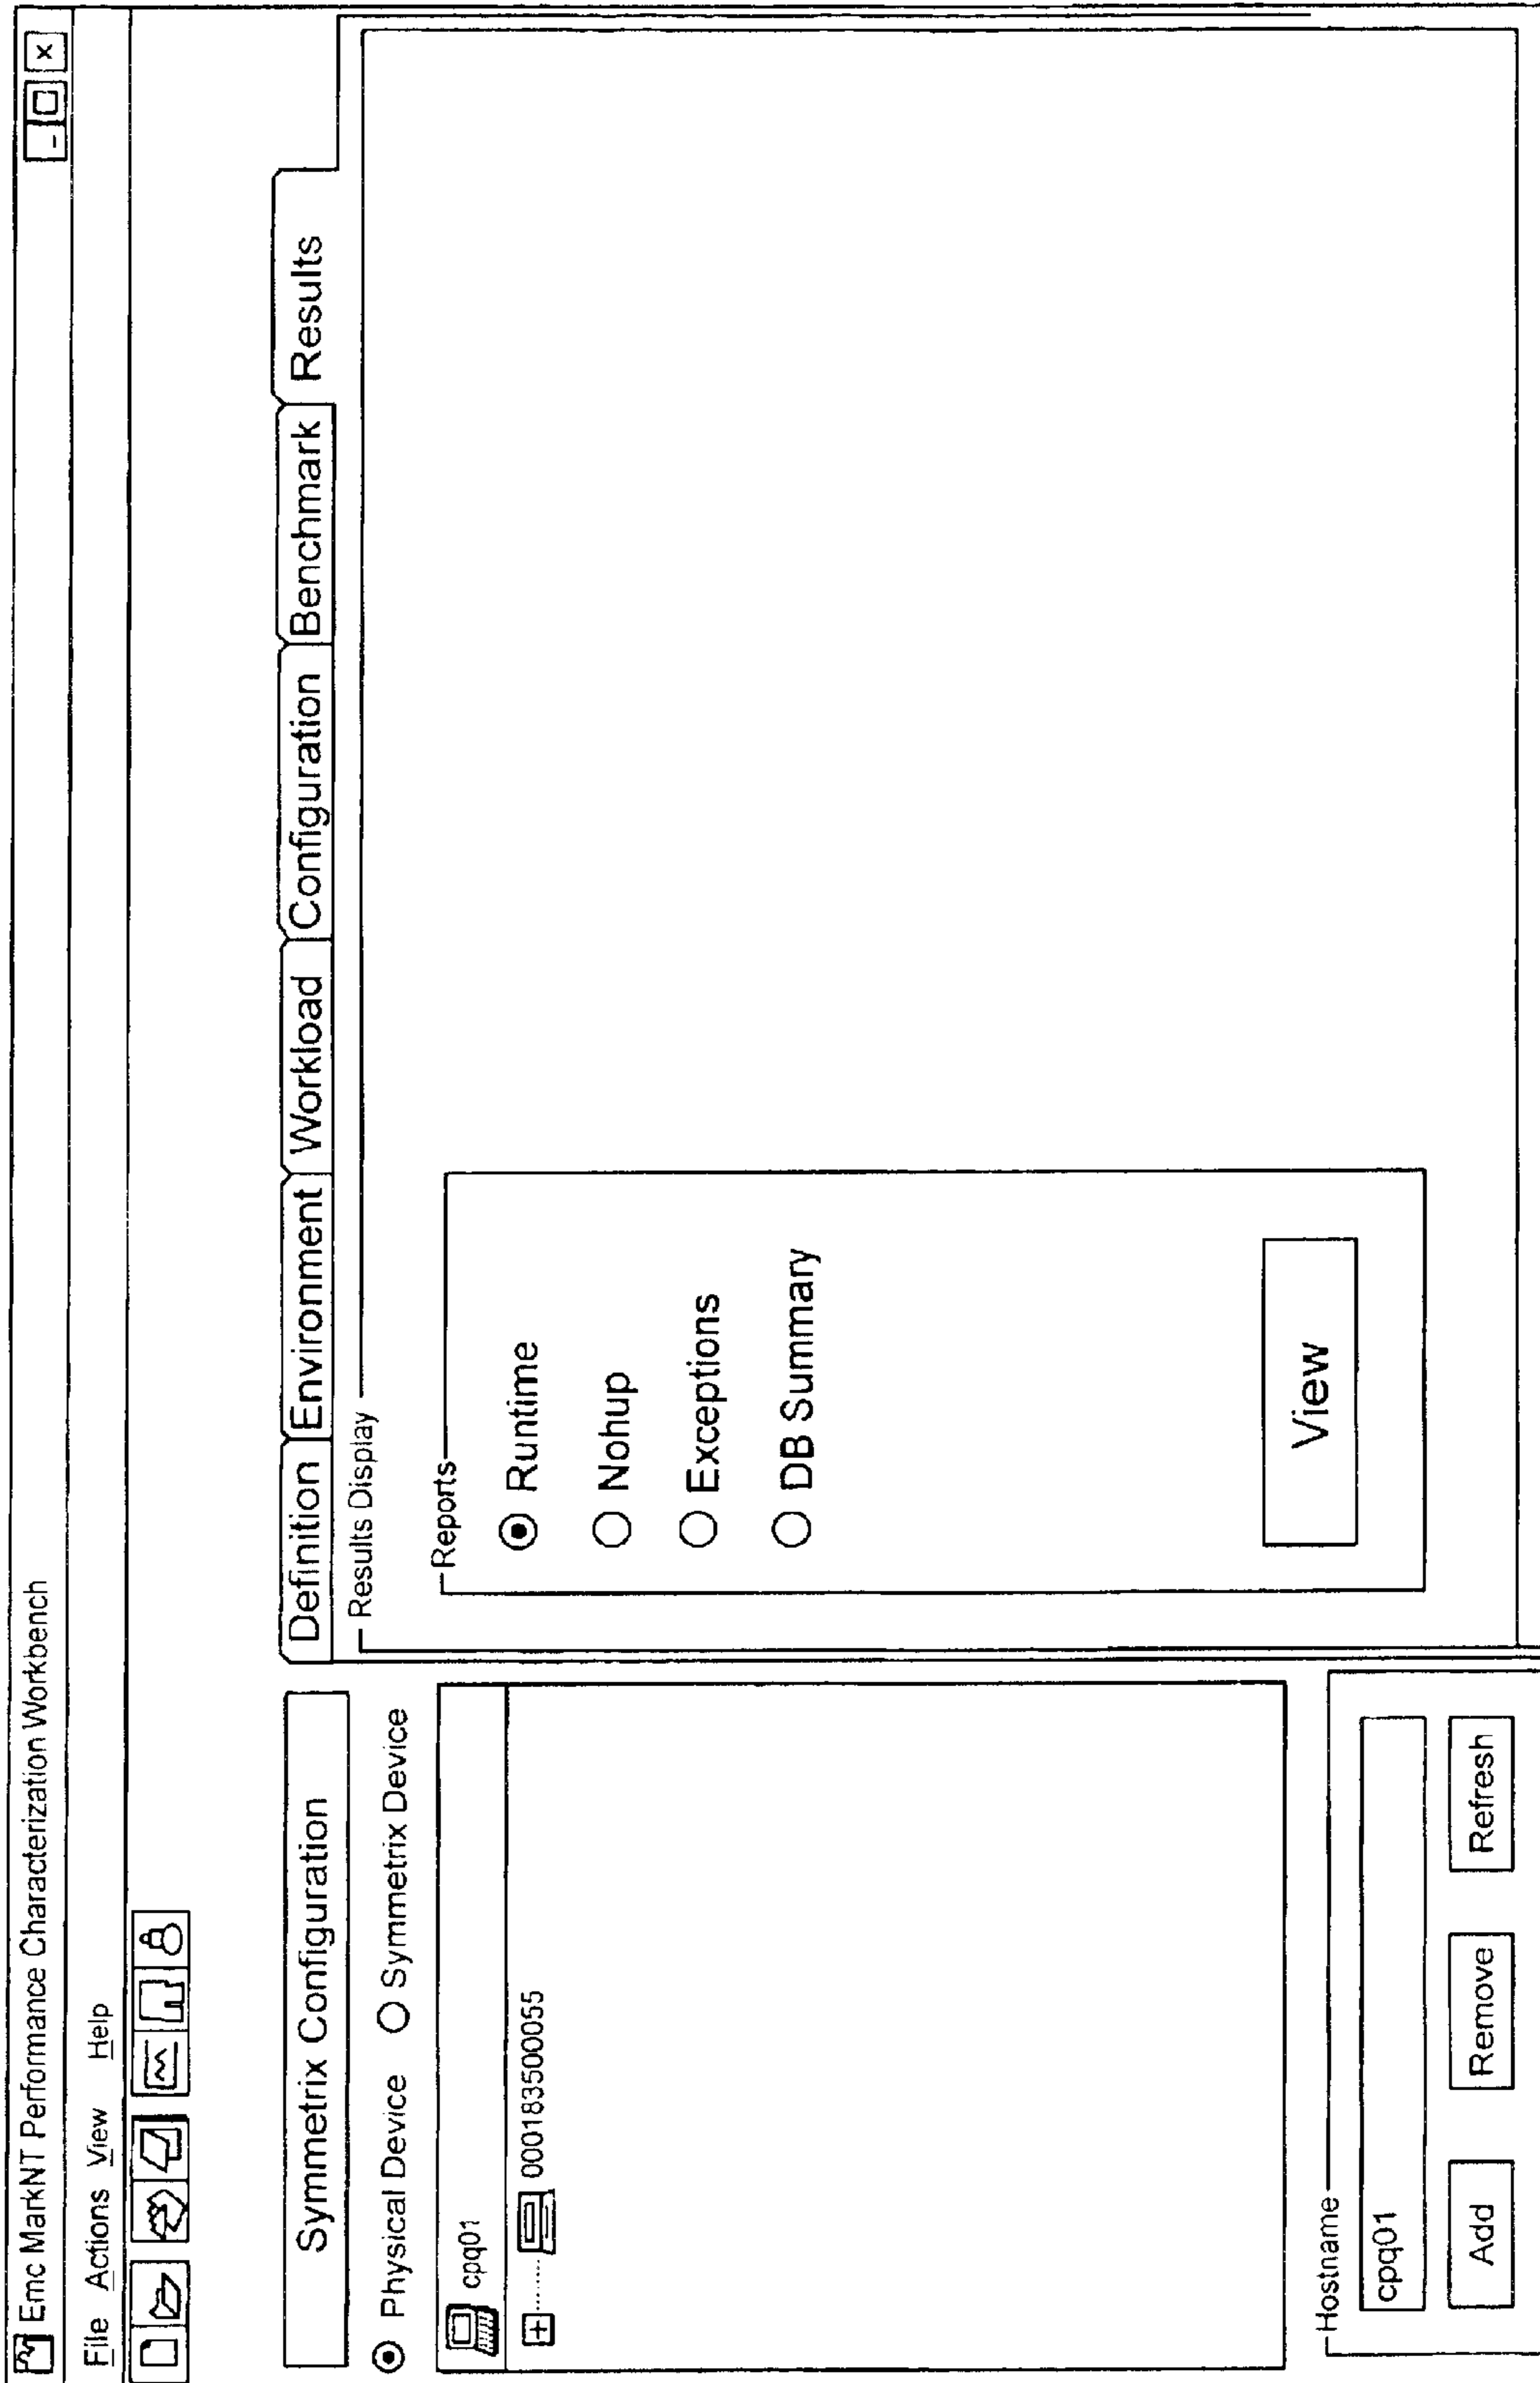 Emc MarkNT Performance Characterization Workbench
File Actions View Help
Symmetrix Configuration
Physical Device Symmetrix Device
cpq01
000183500055
Hostname
cpq01
Add Remove Refresh
Definition Environment Workload Configuration Benchmark Results
Results Display
Reports
Runtime
Nohup
Exceptions
DB Summary
View